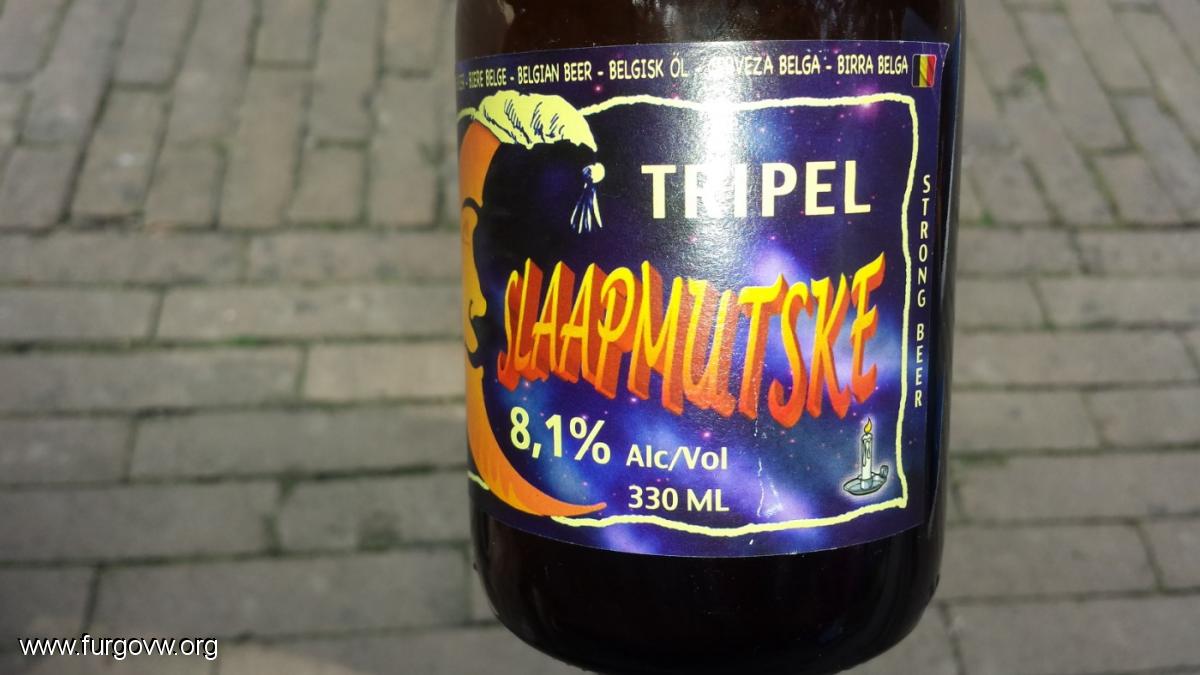 BIERE BELGE - BELGIAN BEER - BELGISK ÖL - CERVEZA BELGA - BIRRA BELGA
TRIPEL
SLAAPMUTSKE
8,1% Alc/Vol
330 ML
STRONG BEER
www.furgovw.org